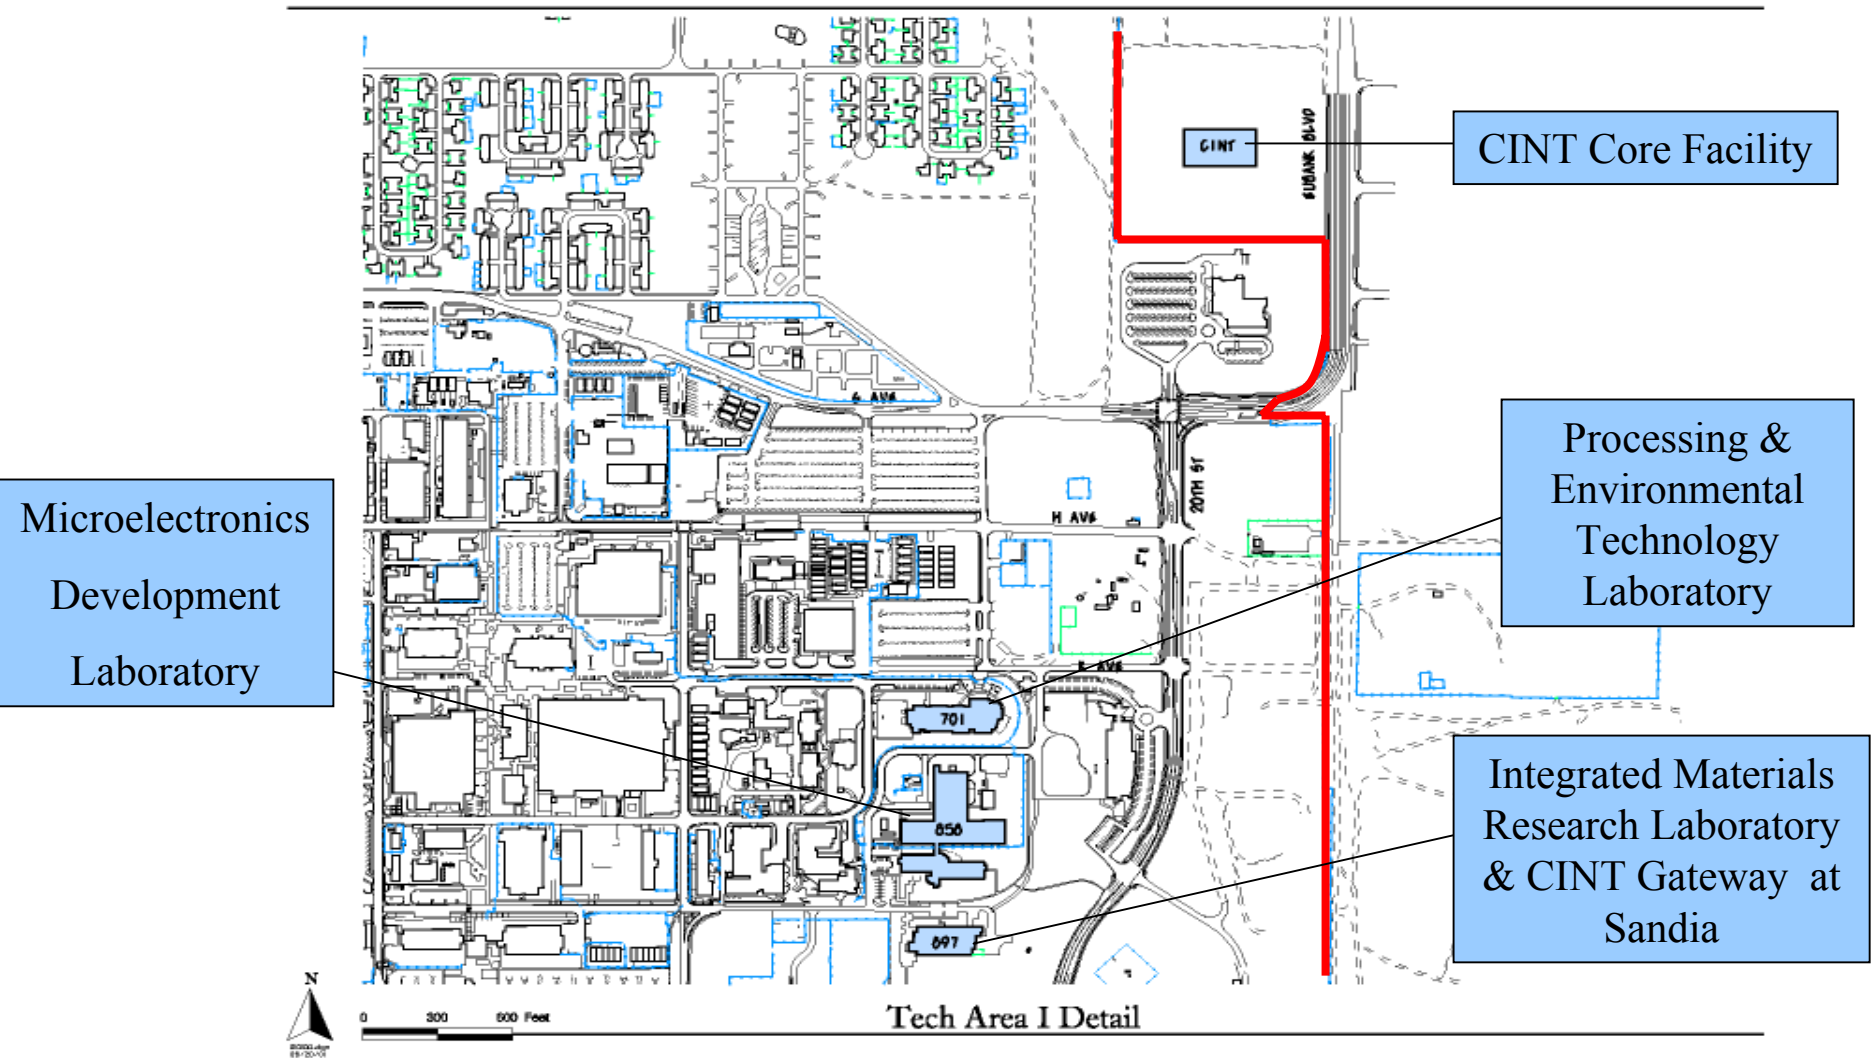 CINT
EUBANK BLVD
CINT Core Facility
G AVE
Processing &
Environmental
Technology
Laboratory
20TH ST
H AVE
Microelectronics
Development
Laboratory
K AVE
701
Integrated Materials
Research Laboratory
& CINT Gateway at
Sandia
858
897
N
0 300 600 Feet
Tech Area I Detail